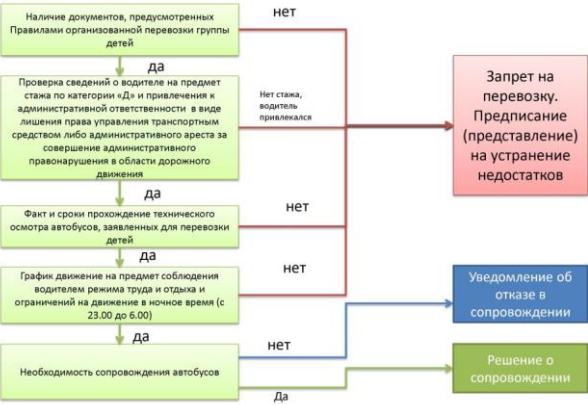 Наличие документов, предусмотренных
Правилами организованной перевозки группы
детей
нет
да
Проверка сведений о водителе на предмет
стажа по категории «Д» и привлечения к
административной ответственности в виде
лишения права управления транспортным
средством либо административного ареста за
совершение административного
правонарушения в области дорожного
движения
Нет стажа,
водитель
привлекался
Запрет на
перевозку.
Предписание
(представление)
на устранение
недостатков
да
Факт и сроки прохождение технического
осмотра автобусов, заявленных для перевозки
детей
нет
да
График движение на предмет соблюдения
водителем режима труда и отдыха и
ограничений на движение в ночное время (с
23.00 до 6.00)
нет
Уведомление об
отказе в
сопровождении
да
Необходимость сопровождения автобусов
нет
Да
Решение о
сопровождении